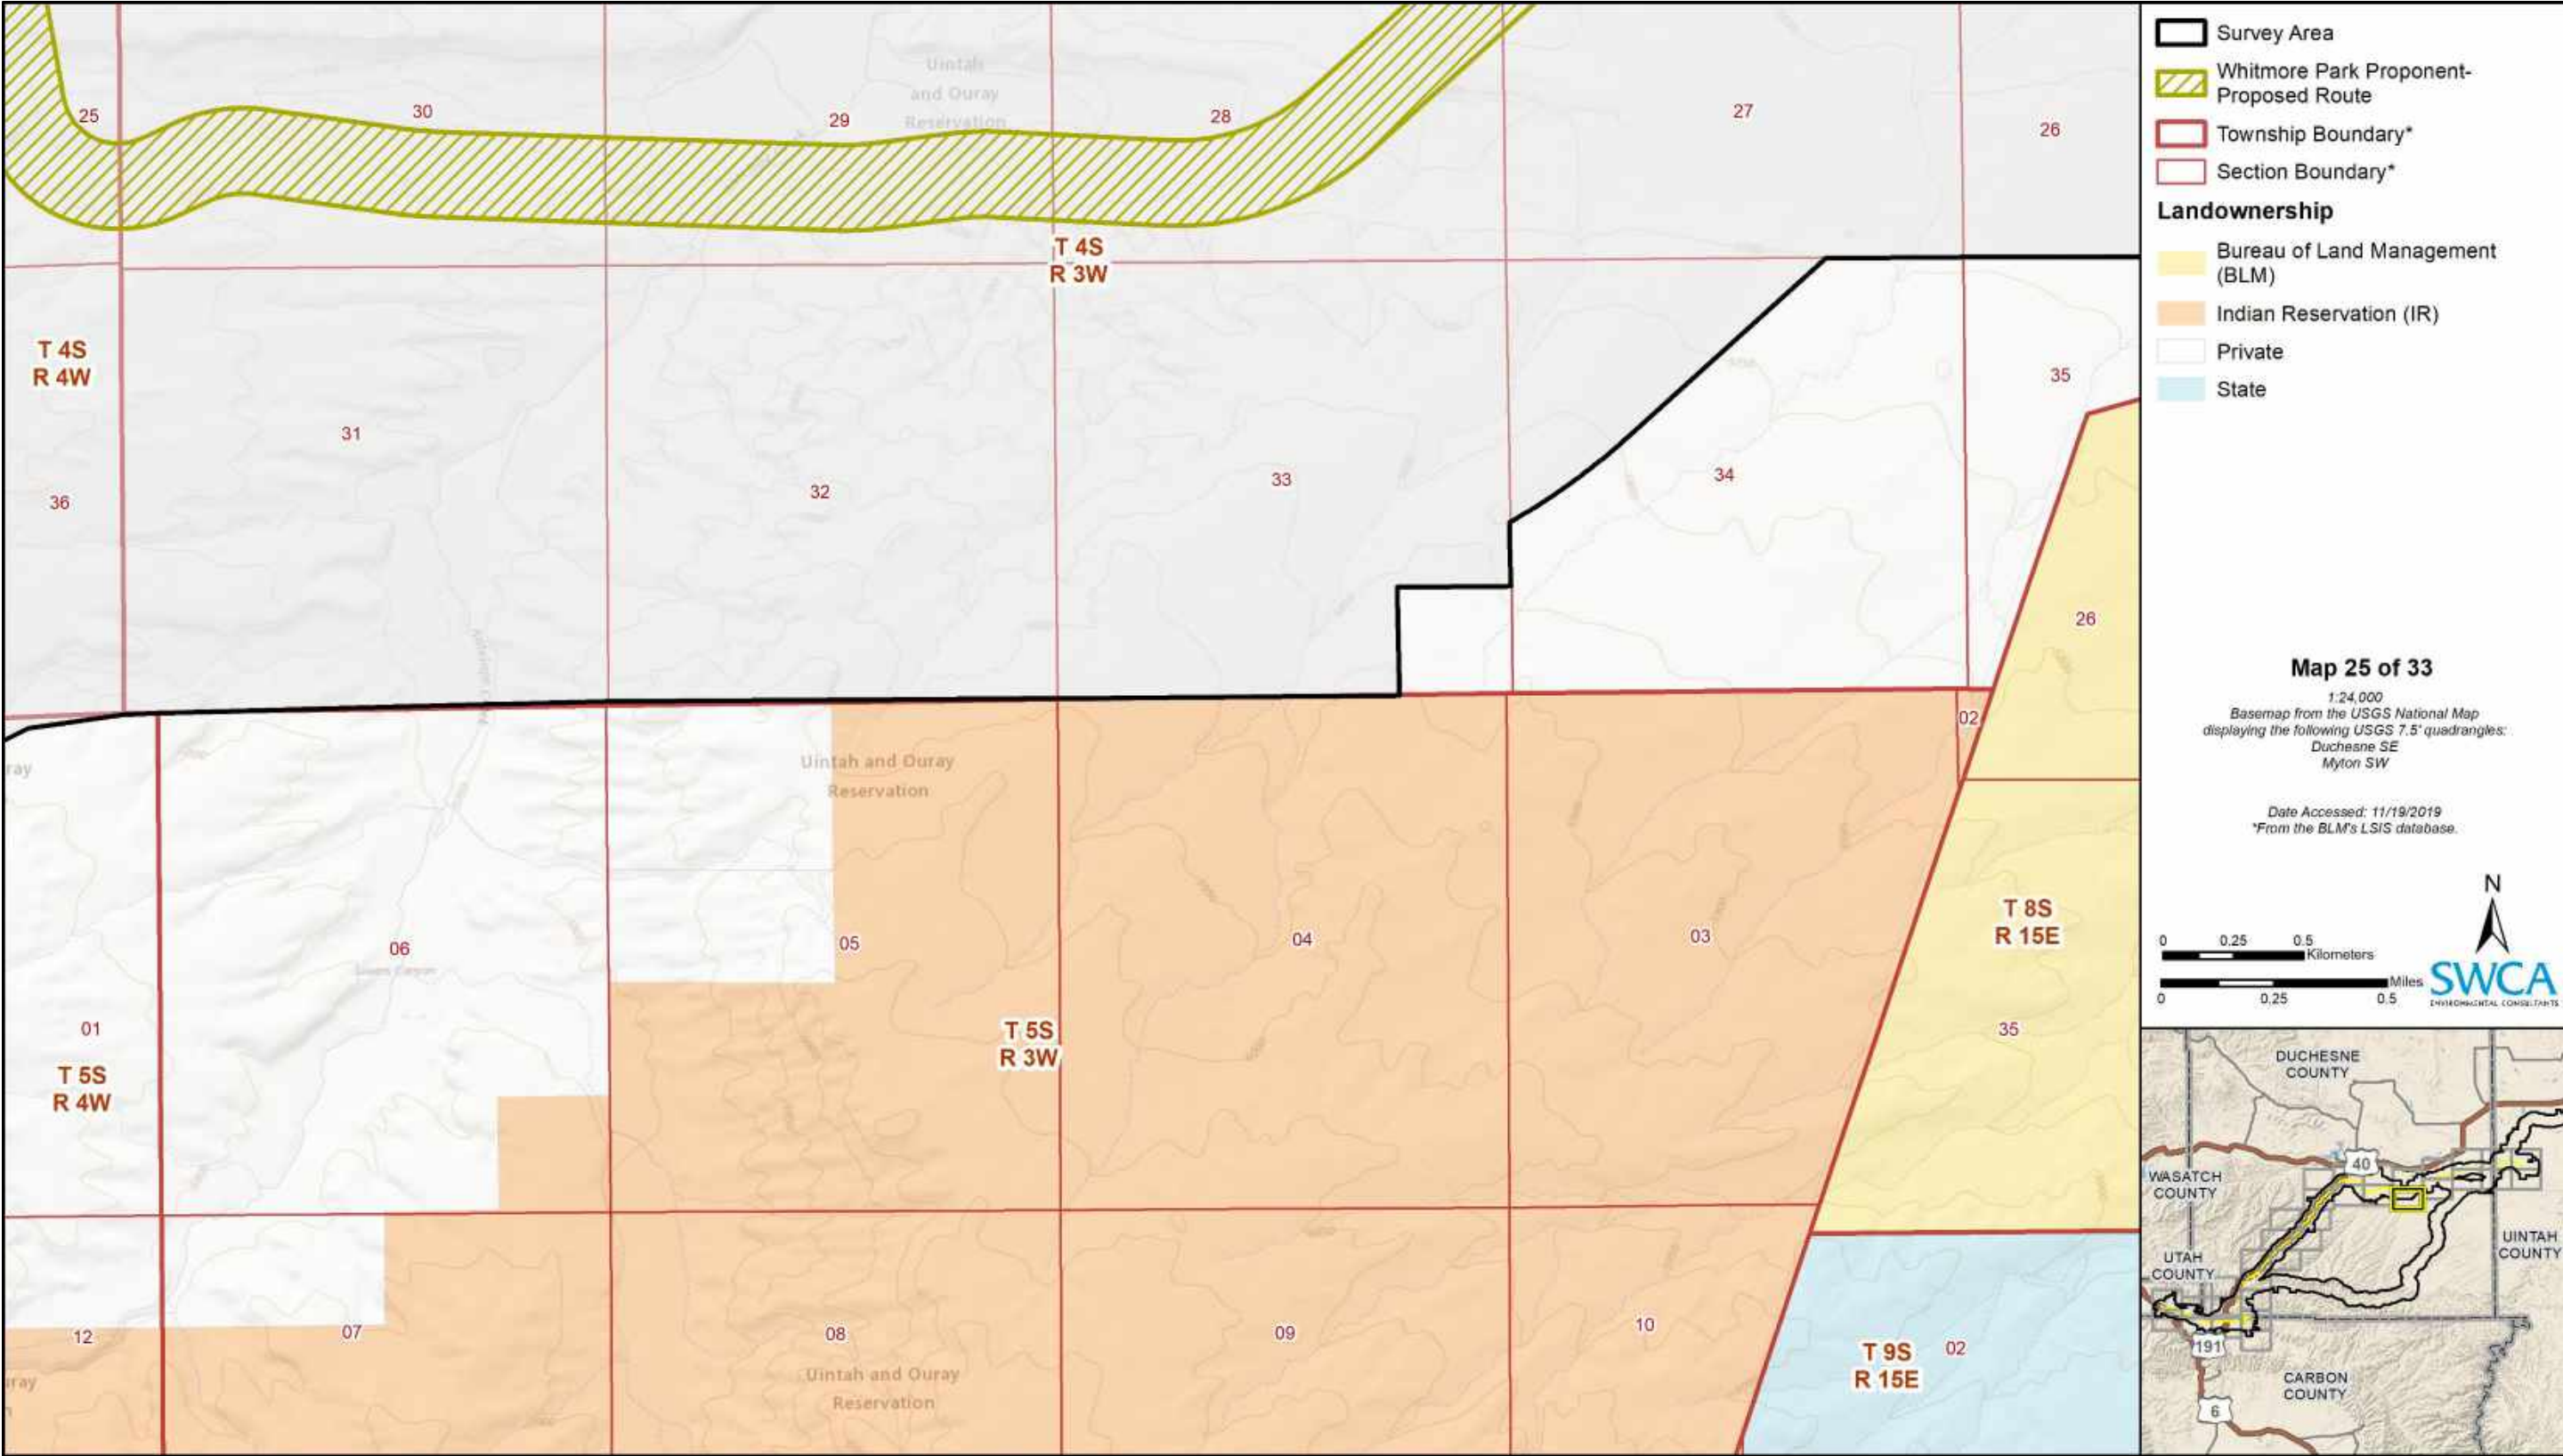 Uintah
and Ouray
Reservation
25
30
29
28
27
26
T 4S
R 3W
T 4S
R 4W
31
32
33
34
35
36
26
02
ray
Uintah and Ouray
Reservation
T 8S
R 15E
06
05
04
03
01
T 5S
R 4W
T 5S
R 3W
35
12
07
08
09
10
02
T 9S
R 15E
Uintah and Ouray
Reservation
Survey Area
Whitmore Park Proponent-
Proposed Route
Township Boundary*
Section Boundary*
Landownership
Bureau of Land Management
(BLM)
Indian Reservation (IR)
Private
State
Map 25 of 33
1:24,000
Basemap from the USGS National Map
displaying the following USGS 7.5' quadrangles:
Duchesne SE
Myton SW
Date Accessed: 11/19/2019
*From the BLM's LSIS database.
N
0 0.25 0.5
Kilometers
Miles
0 0.25 0.5
SWCA
ENVIRONMENTAL CONSULTANTS
DUCHESNE
COUNTY
40
WASATCH
COUNTY
UINTAH
COUNTY
UTAH
COUNTY
191
CARBON
COUNTY
6